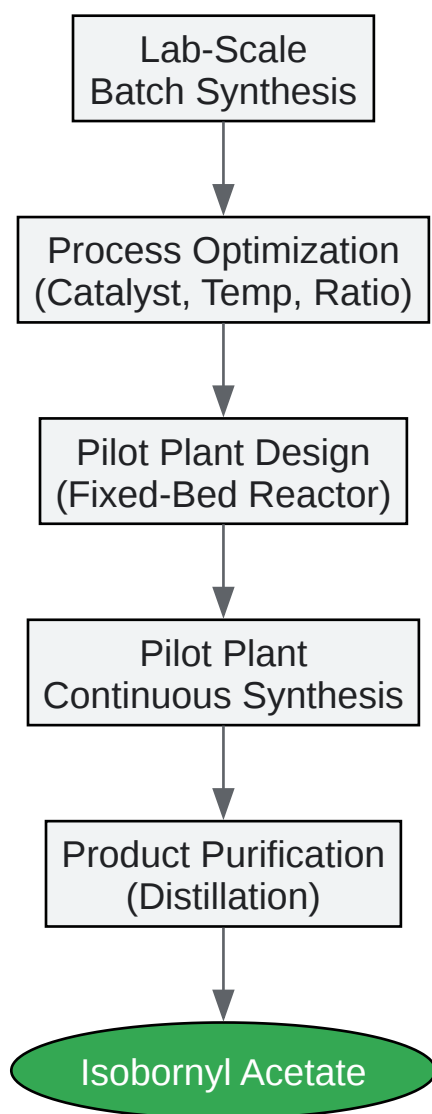 Lab-Scale
Batch Synthesis
Process Optimization
(Catalyst, Temp, Ratio)
Pilot Plant Design
(Fixed-Bed Reactor)
Pilot Plant
Continuous Synthesis
Product Purification
(Distillation)
Isobornyl Acetate